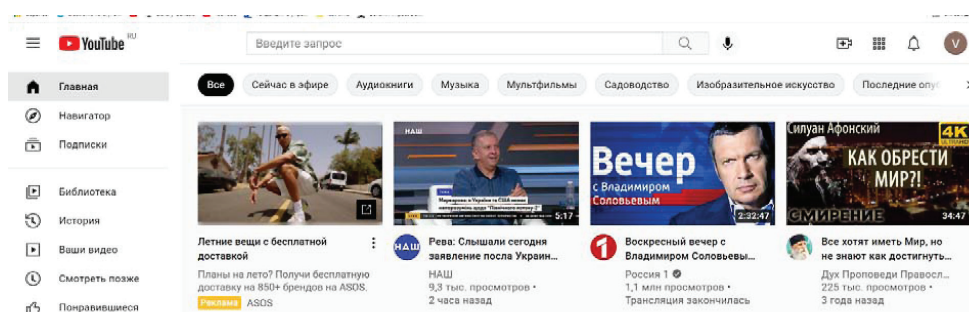 YouTube RU
Введите запрос
V
Главная
Навигатор
Подписки
Библиотека
История
Ваши видео
Смотреть позже
Понравившиеся
Все
Сейчас в эфире
Аудиокниги
Музыка
Мультфильмы
Садоводство
Изобразительное искусство
Последние опу
Летние вещи с бесплатной
доставкой
Планы на лето? Получи бесплатную
доставку на 850+ брендов на ASOS.
Реклама ASOS
НАШ
5:17
НАШ
Рева: Слышали сегодня
заявление посла Украин...
НАШ
9,3 тыс. просмотров •
2 часа назад
Вечер
с Владимиром
Соловьевым
2:32:47
1
Воскресный вечер с
Владимиром Соловьевы...
Россия 1
1,1 млн просмотров •
Трансляция закончилась
Силуан Афонский
4K
КАК ОБРЕСТИ
МИР?!
СМИРЕНИЕ
34:47
Все хотят иметь Мир, но
не знают как достигнуть...
Дух Проповеди Правосл...
225 тыс. просмотров •
3 года назад